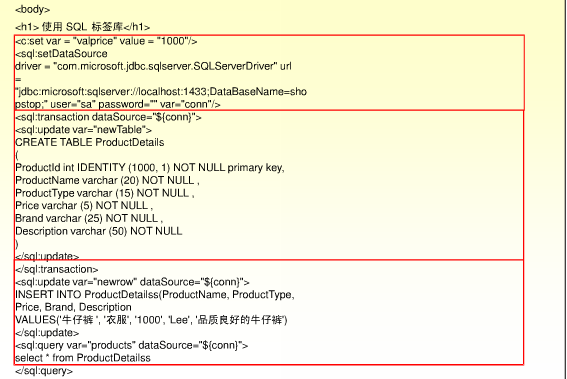 <body>
<h1> 使用 SQL 标签库</h1>
<c:set var = "valprice" value = "1000"/>
<sql:setDataSource
driver = "com.microsoft.jdbc.sqlserver.SQLServerDriver" url
=
"jdbc:microsoft:sqlserver://localhost:1433;DataBaseName=sho
pstop;" user="sa" password="" var="conn"/>
<sql:transaction dataSource="${conn}">
<sql:update var="newTable">
CREATE TABLE ProductDetails
(
ProductId int IDENTITY (1000, 1) NOT NULL primary key,
ProductName varchar (20) NOT NULL ,
ProductType varchar (15) NOT NULL ,
Price varchar (5) NOT NULL ,
Brand varchar (25) NOT NULL ,
Description varchar (50) NOT NULL
)
</sql:update>
</sql:transaction>
<sql:update var="newrow" dataSource="${conn}">
INSERT INTO ProductDetailss(ProductName, ProductType,
Price, Brand, Description
VALUES('牛仔裤 ', '衣服', '1000', 'Lee', '品质良好的牛仔裤')
</sql:update>
<sql:query var="products" dataSource="${conn}">
select * from ProductDetailss
</sql:query>